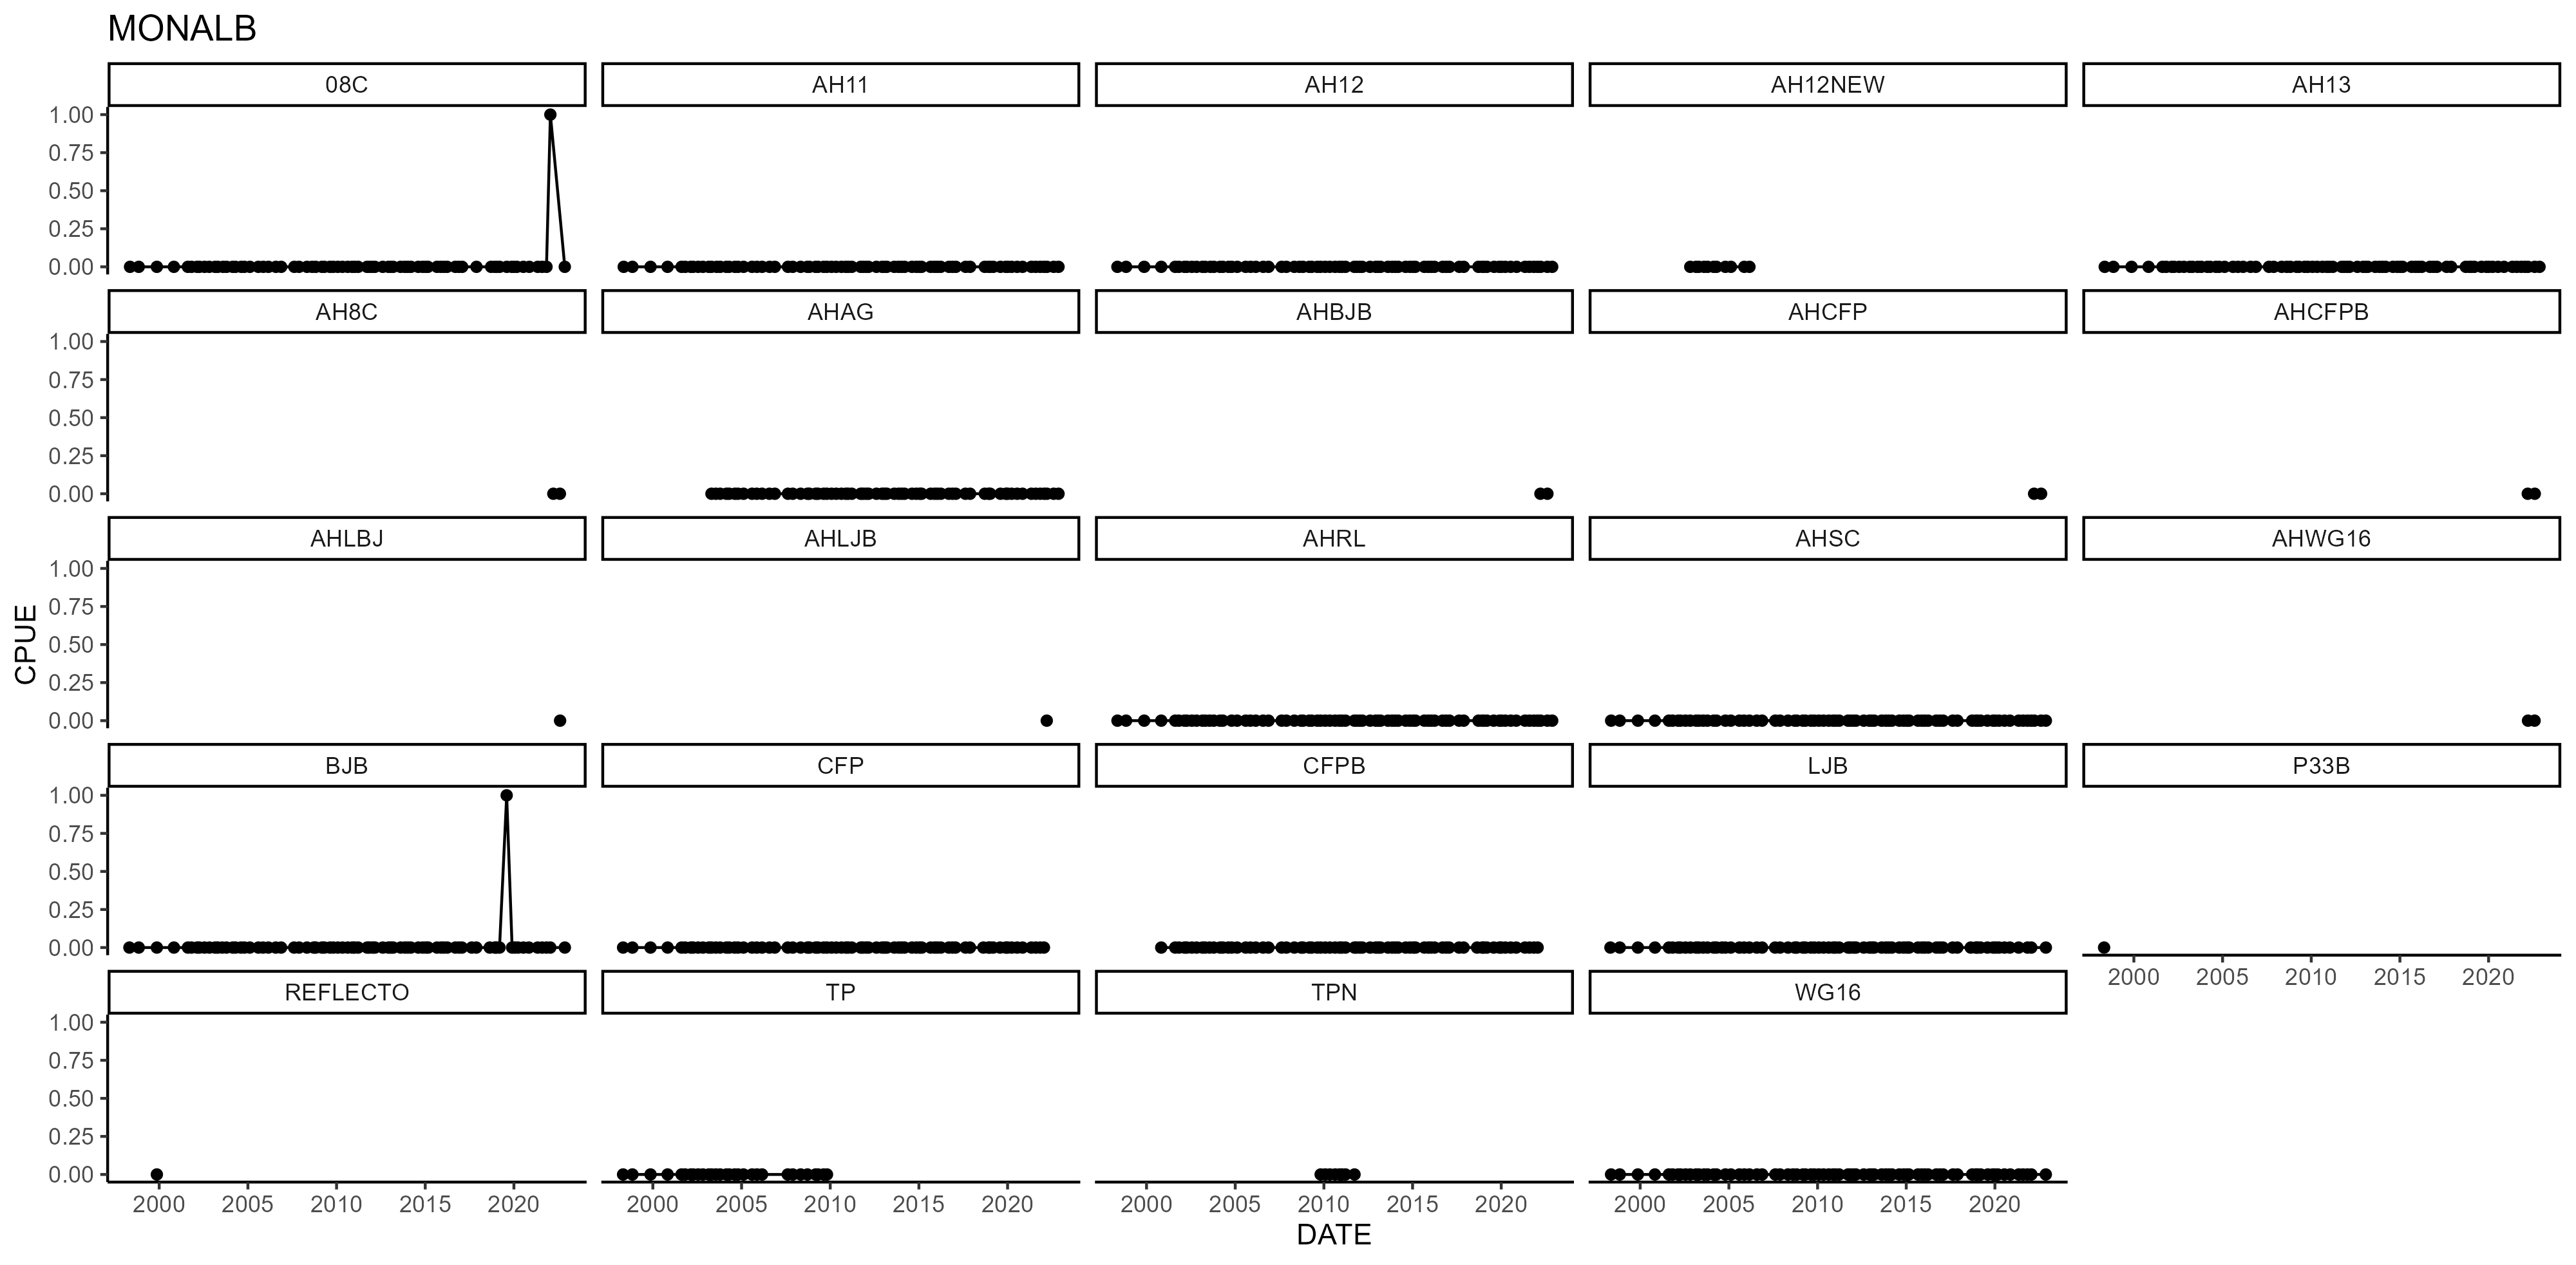 MONALB
08C AH11 AH12 AH12NEW AH13
1.00
0.75
0.50
0.25
0.00
AH8C AHAG AHBJB AHCFP AHCFPB
1.00
0.75
0.50
0.25
0.00
AHLBJ AHLJB AHRL AHSC AHWG16
1.00
0.75
0.50
0.25
0.00
CPUE
BJB CFP CFPB LJB P33B
1.00
0.75
0.50
0.25
0.00
2000 2005 2010 2015 2020
REFLECTO TP TPN WG16
1.00
0.75
0.50
0.25
0.00
2000 2005 2010 2015 2020 2000 2005 2010 2015 2020 2000 2005 2010 2015 2020 2000 2005 2010 2015 2020
DATE